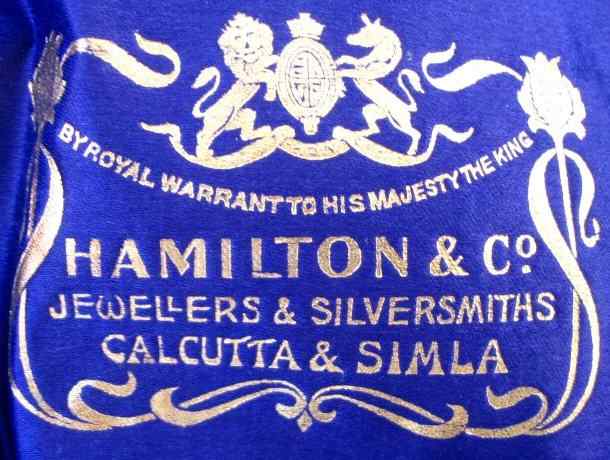 BY ROYAL WARRANT TO HIS MAJESTY THE KING
HAMILTON & Co.
JEWELLERS & SILVERSMITHS
CALCUTTA & SIMLA